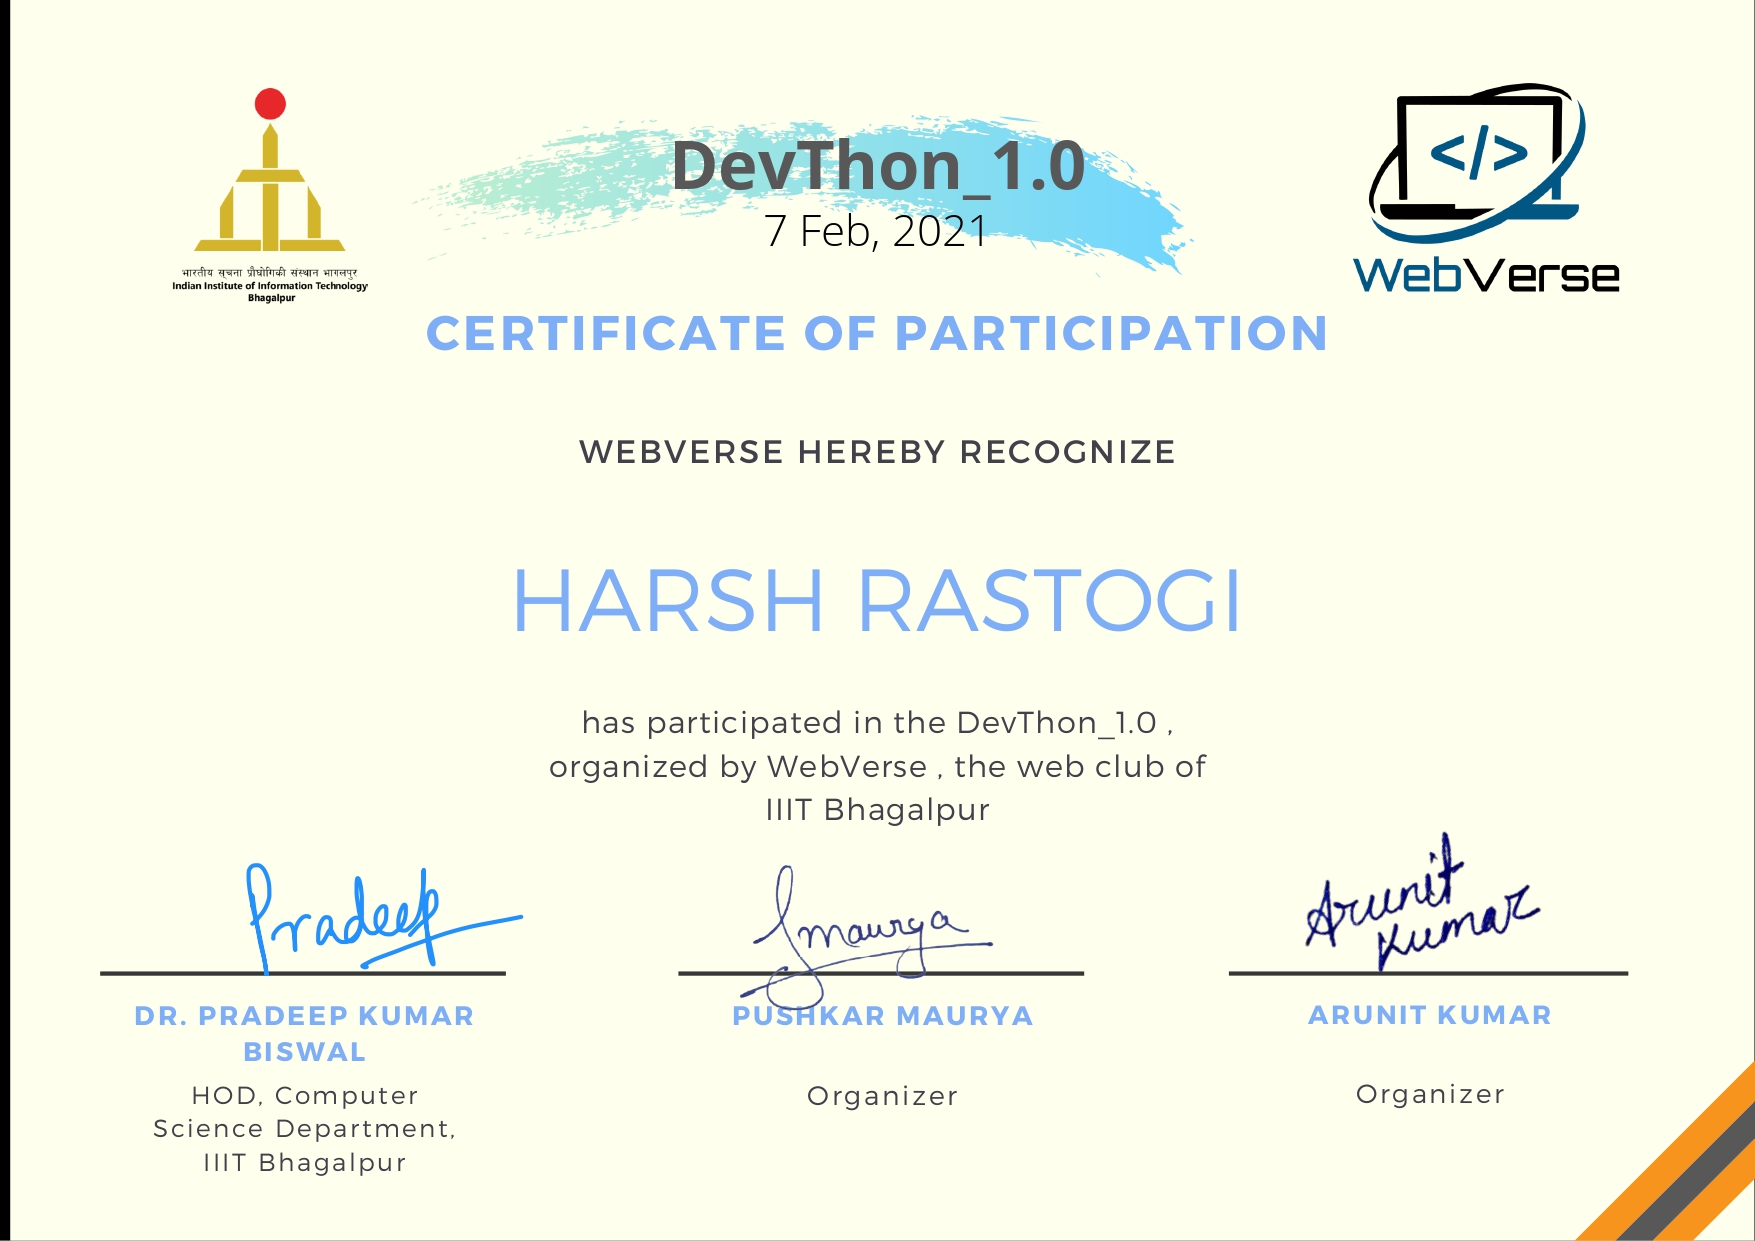 DevThon_1.0
7 Feb, 2021
</>
WebVerse
भारतीय सूचना प्रौद्योगिकी संस्थान भागलपुर
Indian Institute of Information Technology
Bhagalpur
CERTIFICATE OF PARTICIPATION
WEBVERSE HEREBY RECOGNIZE
HARSH RASTOGI
has participated in the DevThon_1.0 ,
organized by WebVerse , the web club of
IIIT Bhagalpur
Pradeep
Pmaurya
Arunit
Kumar
DR. PRADEEP KUMAR
BISWAL
HOD, Computer
Science Department,
IIIT Bhagalpur
PUSHKAR MAURYA
Organizer
ARUNIT KUMAR
Organizer